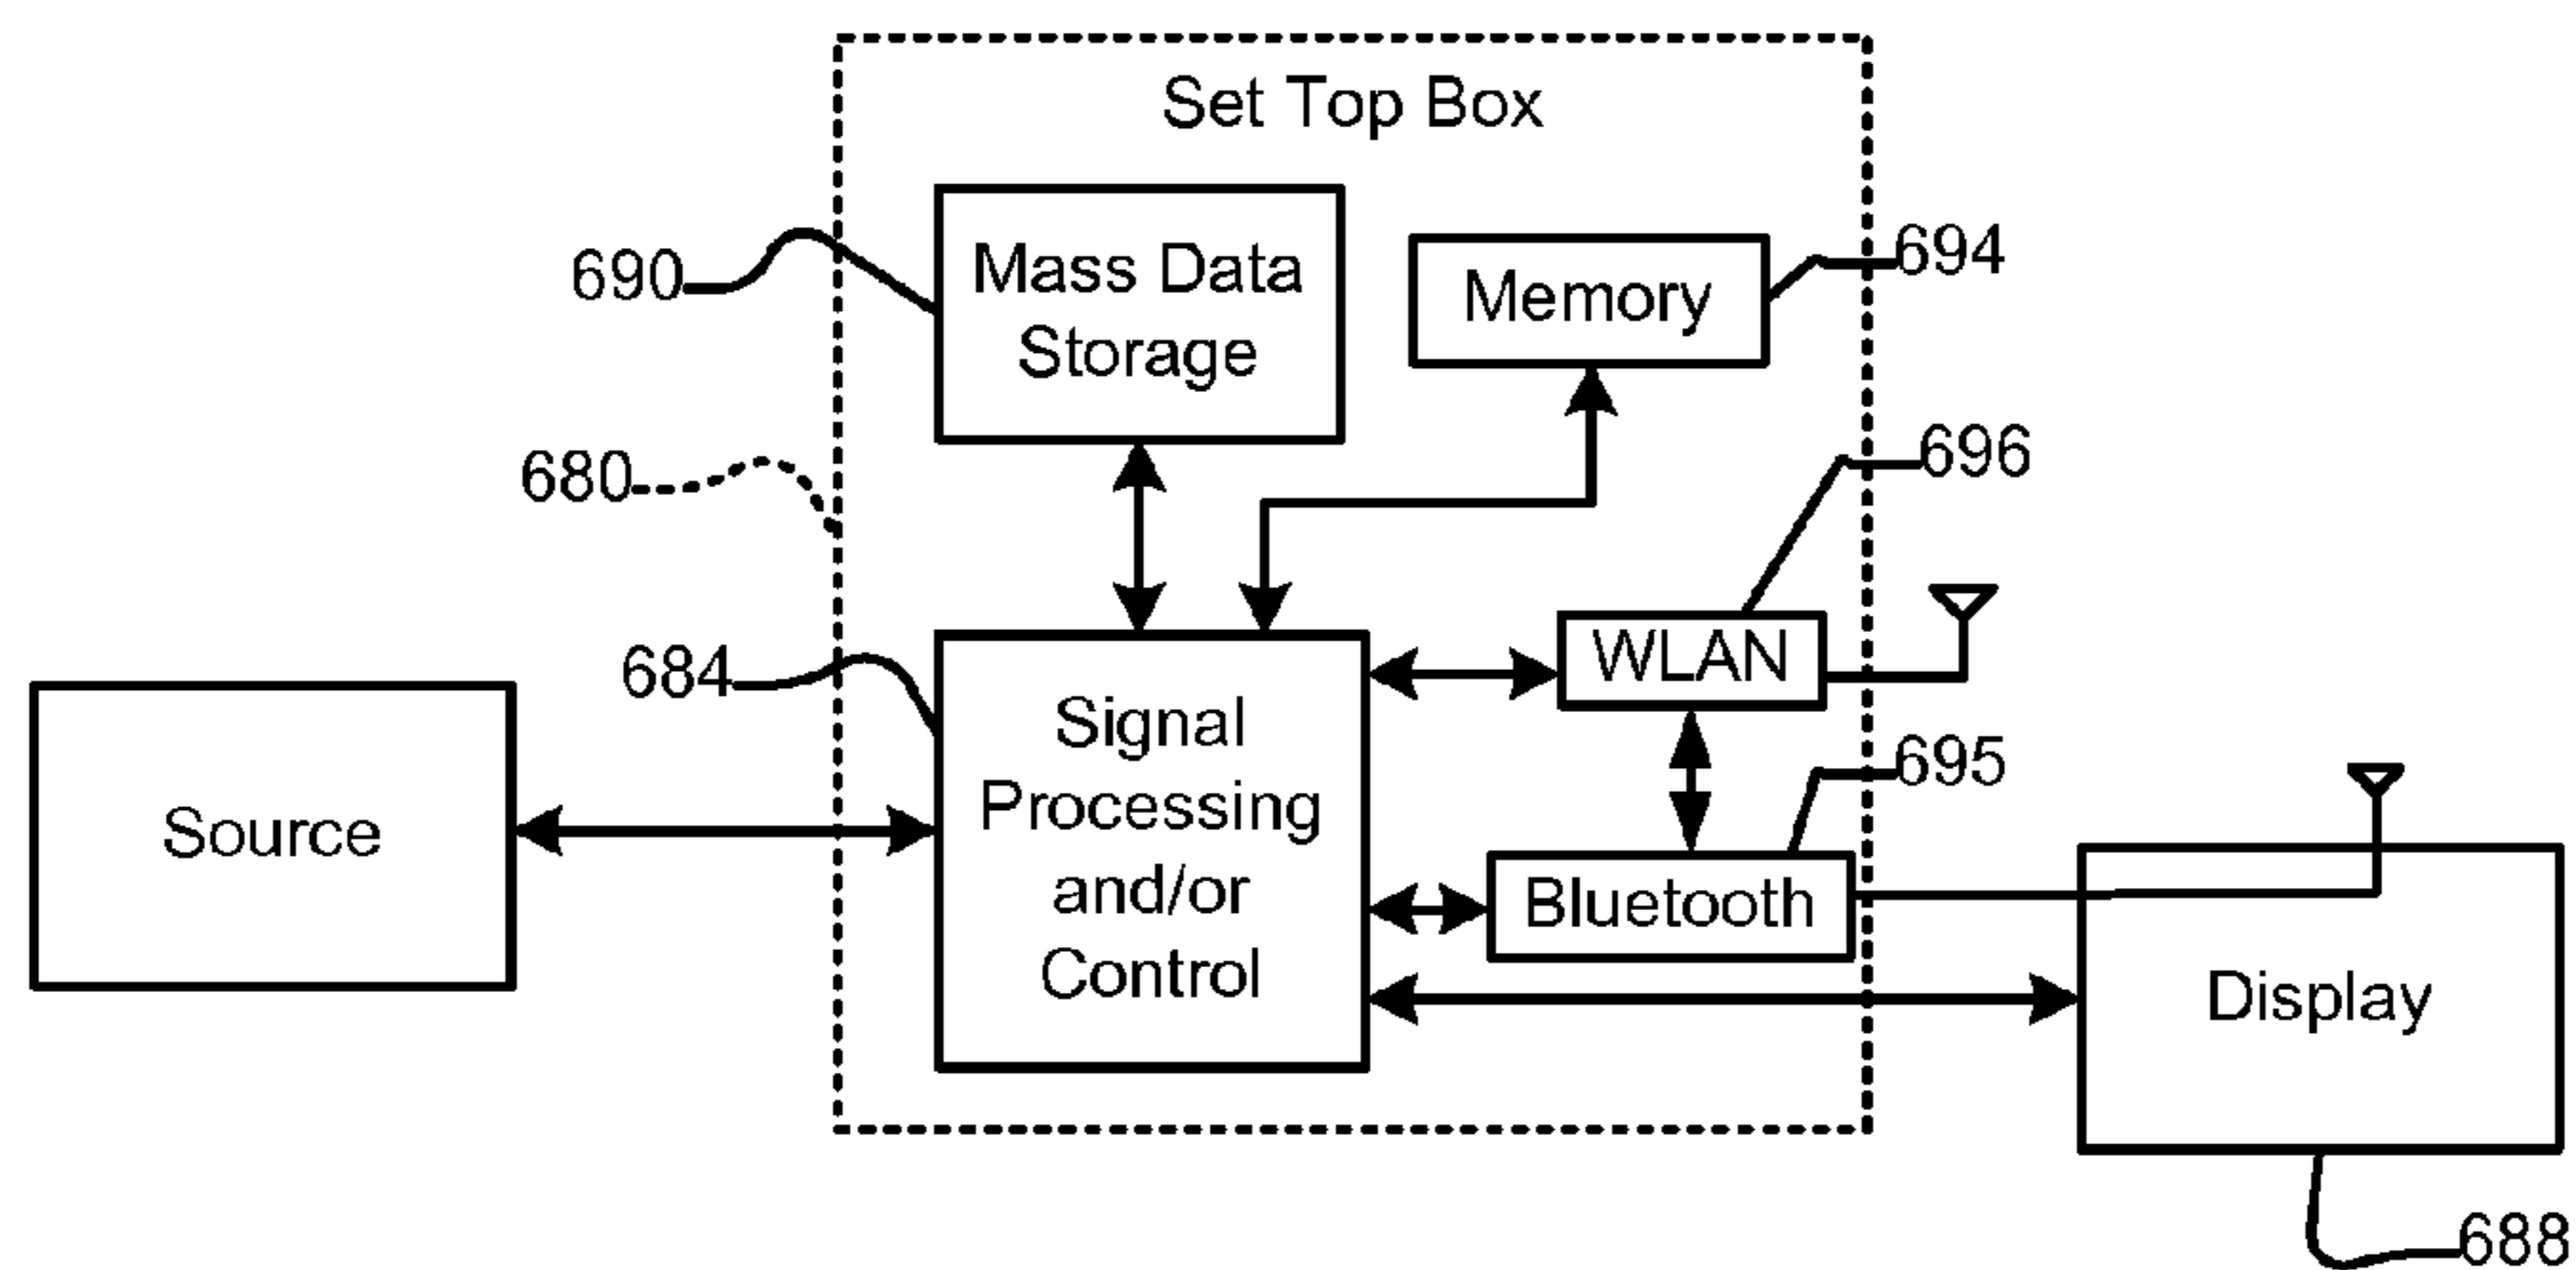 Set Top Box
690
Mass Data
Storage
Memory
694
680
696
684
WLAN
Signal
Processing
and/or
Control
695
Source
Bluetooth
Display
688